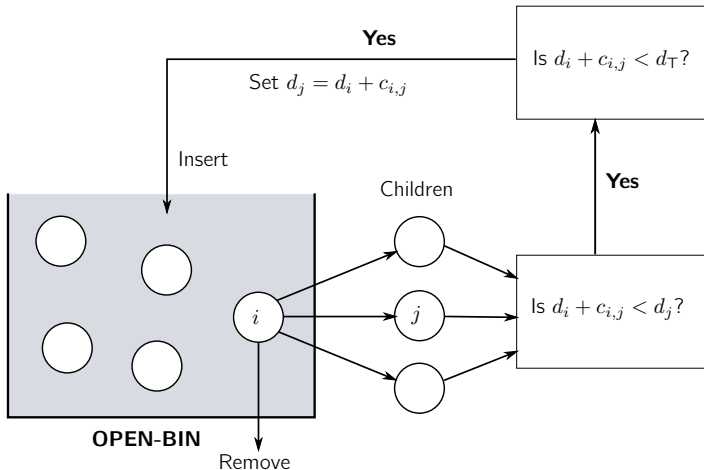 Yes
Set d_j = d_i + c_{i,j}
Is d_i + c_{i,j} < d_T?
Insert
Yes
Children
i
j
Is d_i + c_{i,j} < d_j?
OPEN-BIN
Remove